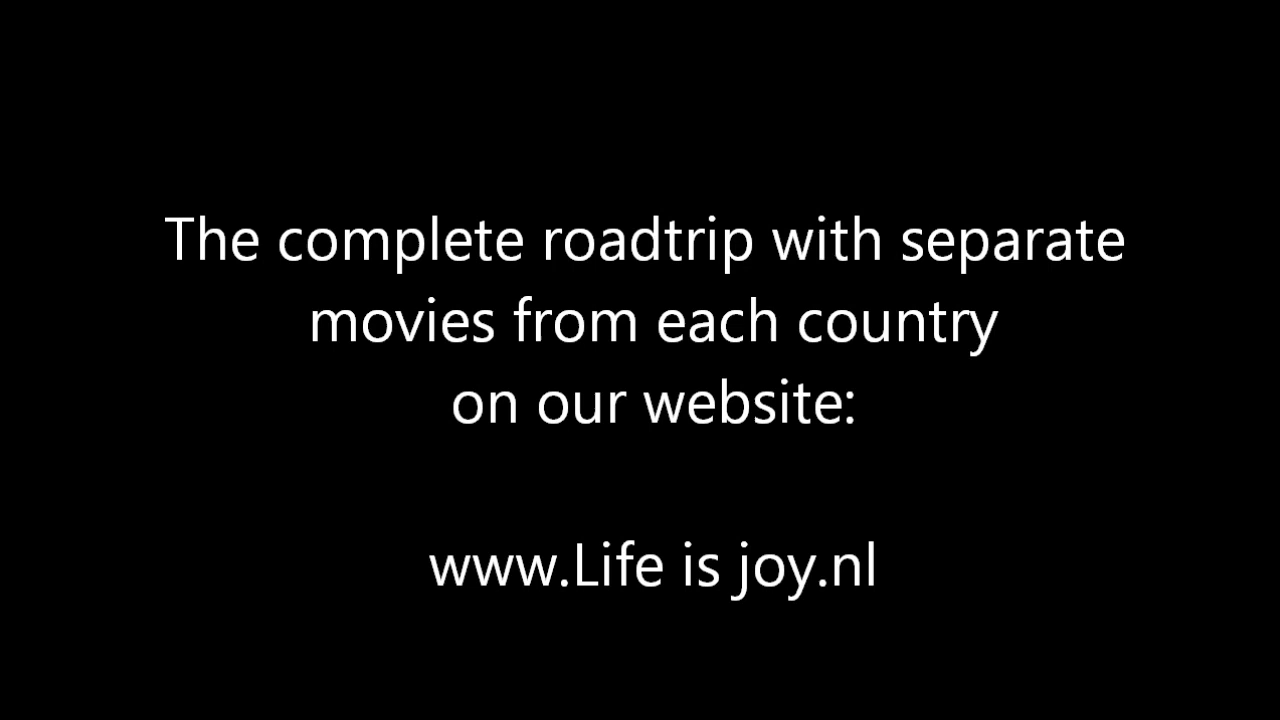 The complete roadtrip with separate
movies from each country
on our website:
www.Life is joy.nl